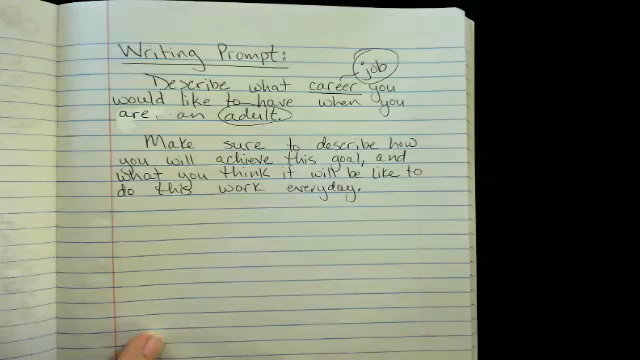 Writing Prompt:
job
Describe what career you
would like to have when you
are an adult.
Make sure to describe how
you will achieve this goal, and
what you think it will be like to
do this work everyday.